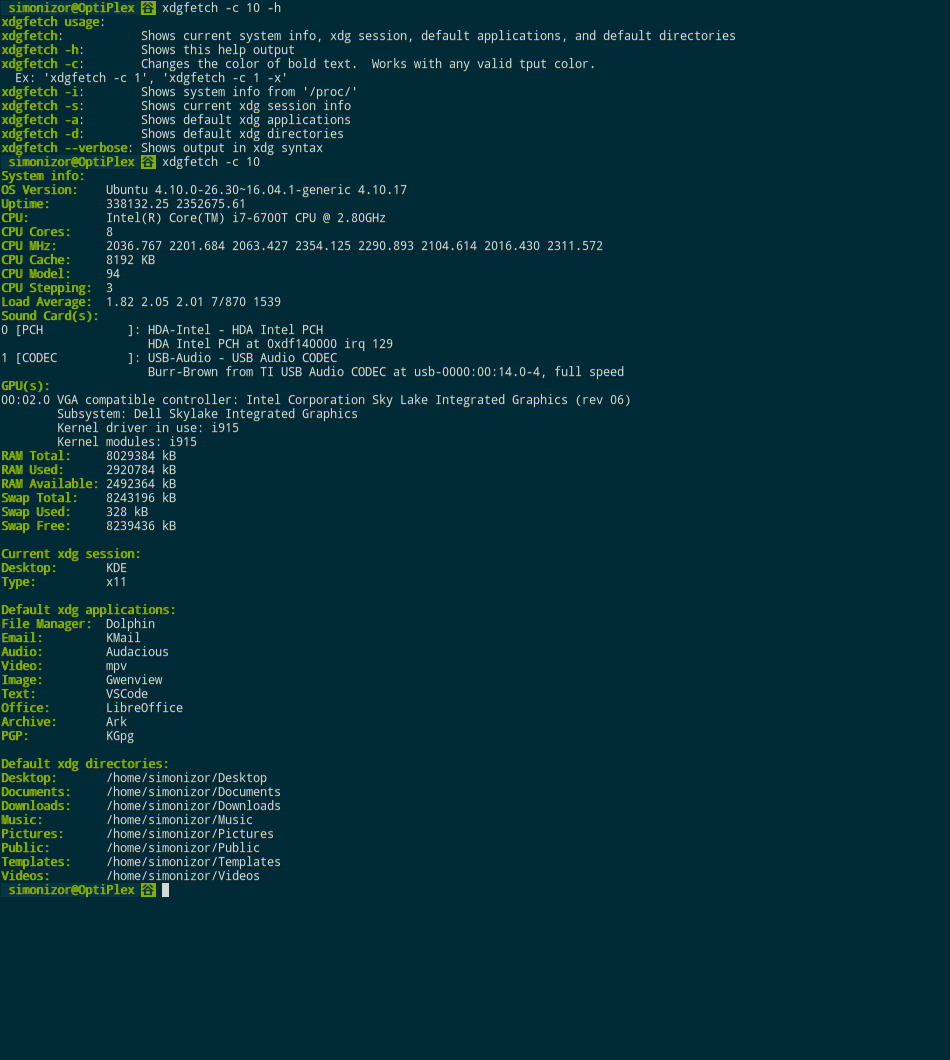 simonizor@OptiPlex 谷 xdgfetch -c 10 -h
xdgfetch usage:
xdgfetch:           Shows current system info, xdg session, default applications, and default directories
xdgfetch -h:        Shows this help output
xdgfetch -c:        Changes the color of bold text.  Works with any valid tput color.
  Ex: 'xdgfetch -c 1', 'xdgfetch -c 1 -x'
xdgfetch -i:        Shows system info from '/proc/'
xdgfetch -s:        Shows current xdg session info
xdgfetch -a:        Shows default xdg applications
xdgfetch -d:        Shows default xdg directories
xdgfetch --verbose: Shows output in xdg syntax
simonizor@OptiPlex 谷 xdgfetch -c 10
System info:
OS Version:    Ubuntu 4.10.0-26.30~16.04.1-generic 4.10.17
Uptime:        338132.25 2352675.61
CPU:           Intel(R) Core(TM) i7-6700T CPU @ 2.80GHz
CPU Cores:     8
CPU MHz:       2036.767 2201.684 2063.427 2354.125 2290.893 2104.614 2016.430 2311.572
CPU Cache:     8192 KB
CPU Model:     94
CPU Stepping:  3
Load Average:  1.82 2.05 2.01 7/870 1539
Sound Card(s):
0 [PCH            ]: HDA-Intel - HDA Intel PCH
                     HDA Intel PCH at 0xdf140000 irq 129
1 [CODEC          ]: USB-Audio - USB Audio CODEC
                     Burr-Brown from TI USB Audio CODEC at usb-0000:00:14.0-4, full speed
GPU(s):
00:02.0 VGA compatible controller: Intel Corporation Sky Lake Integrated Graphics (rev 06)
        Subsystem: Dell Skylake Integrated Graphics
        Kernel driver in use: i915
        Kernel modules: i915
RAM Total:     8029384 kB
RAM Used:      2920784 kB
RAM Available: 2492364 kB
Swap Total:    8243196 kB
Swap Used:     328 kB
Swap Free:     8239436 kB

Current xdg session:
Desktop:       KDE
Type:          x11

Default xdg applications:
File Manager:  Dolphin
Email:         KMail
Audio:         Audacious
Video:         mpv
Image:         Gwenview
Text:          VSCode
Office:        LibreOffice
Archive:       Ark
PGP:           KGpg

Default xdg directories:
Desktop:       /home/simonizor/Desktop
Documents:     /home/simonizor/Documents
Downloads:     /home/simonizor/Downloads
Music:         /home/simonizor/Music
Pictures:      /home/simonizor/Pictures
Public:        /home/simonizor/Public
Templates:     /home/simonizor/Templates
Videos:        /home/simonizor/Videos
simonizor@OptiPlex 谷